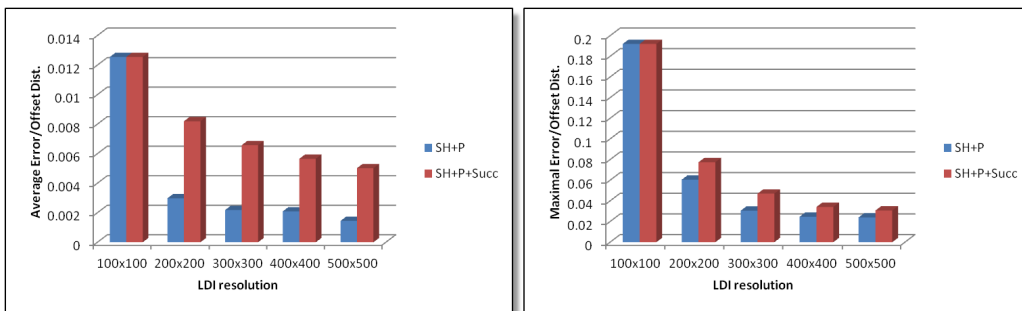 Average Error/Offset Dist.
0.014
0.012
0.01
0.008
0.006
0.004
0.002
0
100x100 200x200 300x300 400x400 500x500
LDI resolution
SH+P
SH+P+Succ
Maximal Error/Offset Dist.
0.2
0.18
0.16
0.14
0.12
0.1
0.08
0.06
0.04
0.02
0
100x100 200x200 300x300 400x400 500x500
LDI resolution
SH+P
SH+P+Succ